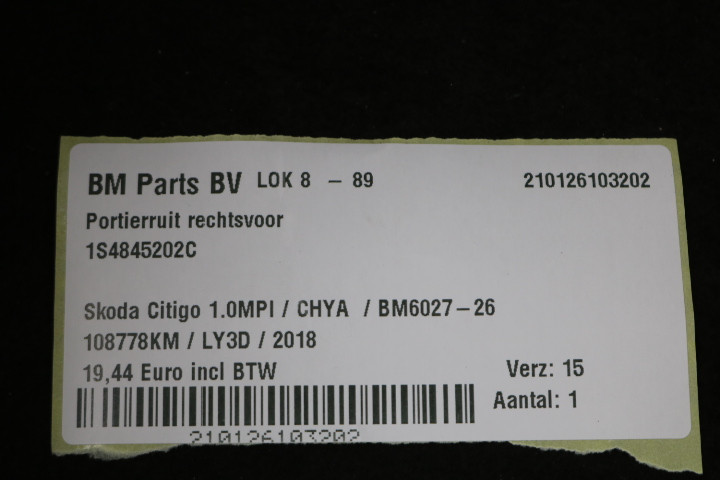 BM Parts BV LOK 8 - 89 210126103202
Portierruit rechtsvoor
1S4845202C
Skoda Citigo 1.0MPI / CHYA / BM6027-26
108778KM / LY3D / 2018
19,44 Euro incl BTW Verz: 15
Aantal: 1
210126103202